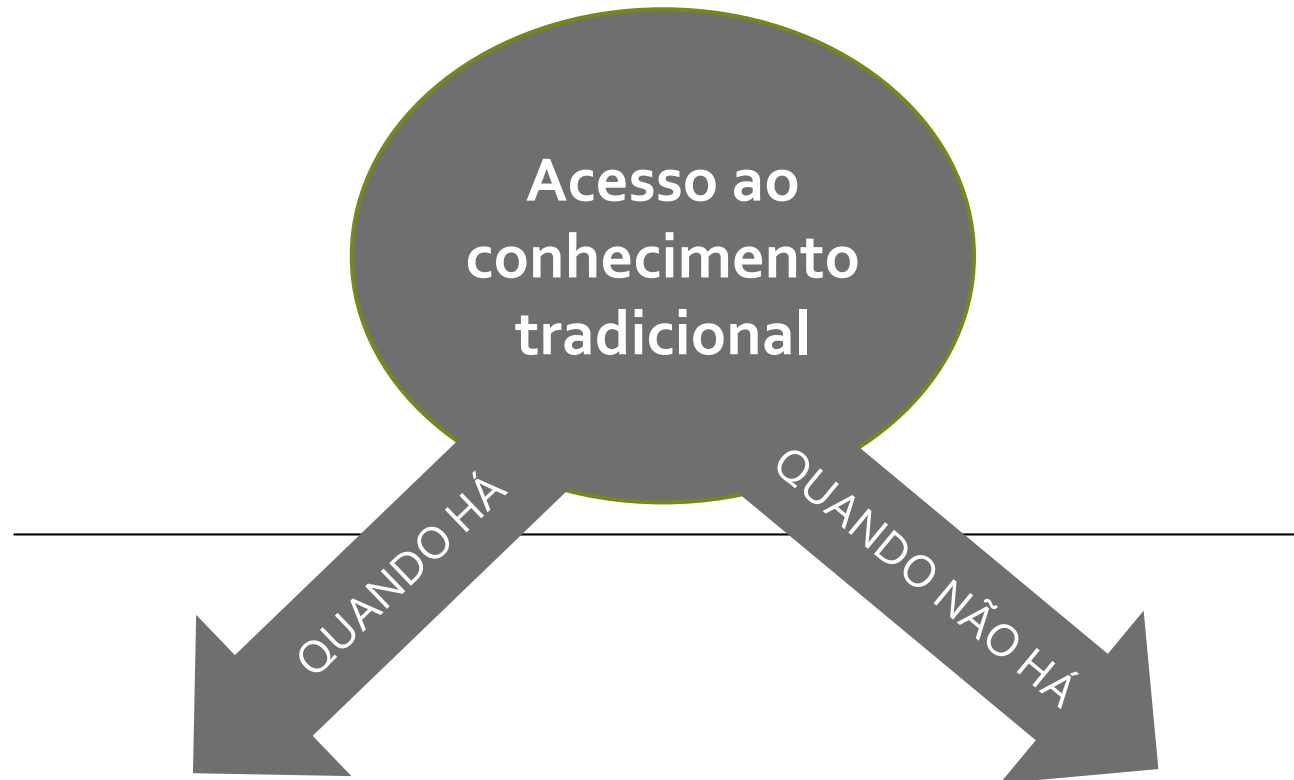 Acesso ao
conhecimento
tradicional
QUANDO HÁ
QUANDO NÃO HÁ